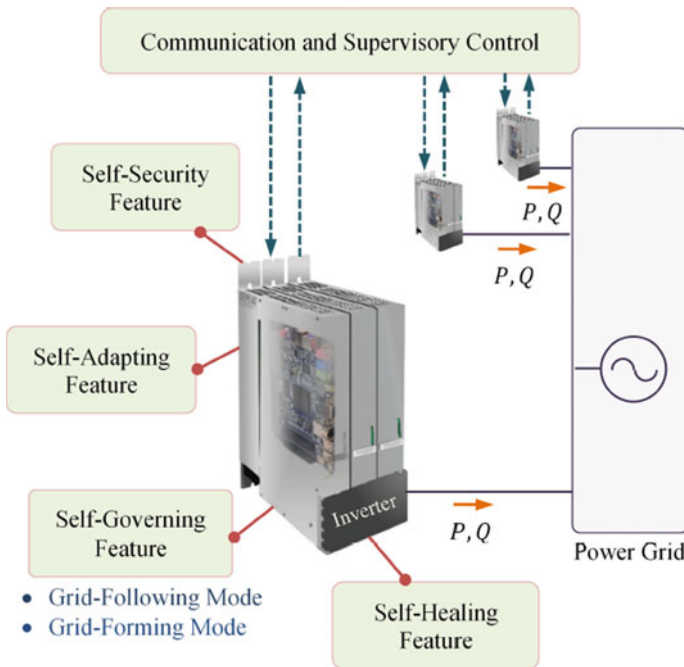 Communication and Supervisory Control
Self-Security
Feature
P, Q
P, Q
Self-Adapting
Feature
Self-Governing
Feature
Inverter
P, Q
Power Grid
• Grid-Following Mode
• Grid-Forming Mode
Self-Healing
Feature